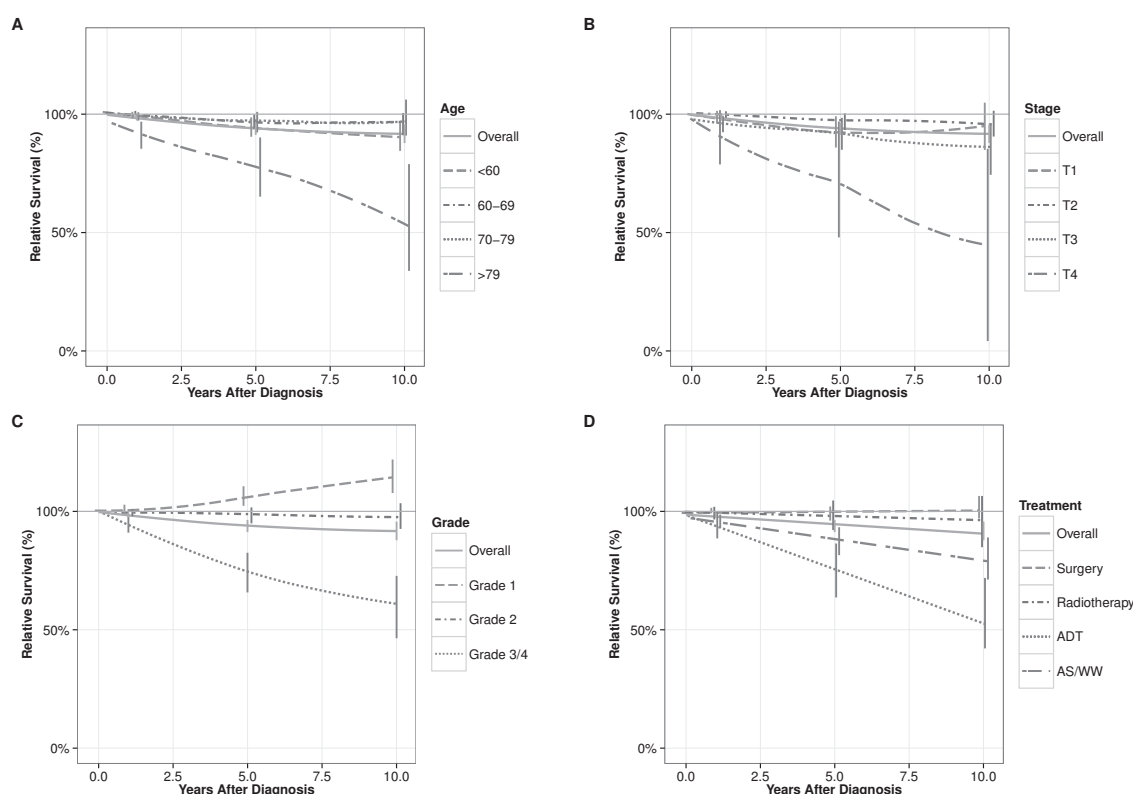 A
Relative Survival (%)
100%
50%
0%
0.0 2.5 5.0 7.5 10.0
Years After Diagnosis
Age
Overall
<60
60−69
70−79
>79
B
Relative Survival (%)
100%
50%
0%
0.0 2.5 5.0 7.5 10.0
Years After Diagnosis
Stage
Overall
T1
T2
T3
T4
C
Relative Survival (%)
100%
50%
0%
0.0 2.5 5.0 7.5 10.0
Years After Diagnosis
Grade
Overall
Grade 1
Grade 2
Grade 3/4
D
Relative Survival (%)
100%
50%
0%
0.0 2.5 5.0 7.5 10.0
Years After Diagnosis
Treatment
Overall
Surgery
Radiotherapy
ADT
AS/WW